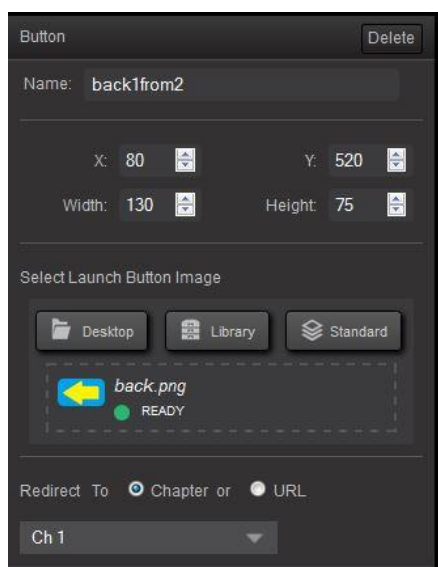 Button Delete
Name: back1from2
X: 80 Y: 520
Width: 130 Height: 75
Select Launch Button Image
Desktop Library Standard
back.png
READY
Redirect To Chapter or URL
Ch 1